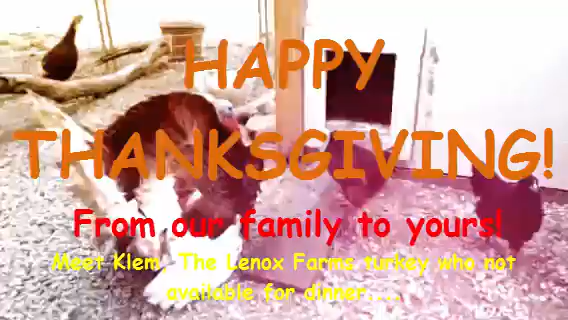 HAPPY
THANKSGIVING!
From our family to yours!
Meet Klem, The Lenox Farms turkey who not
available for dinner....